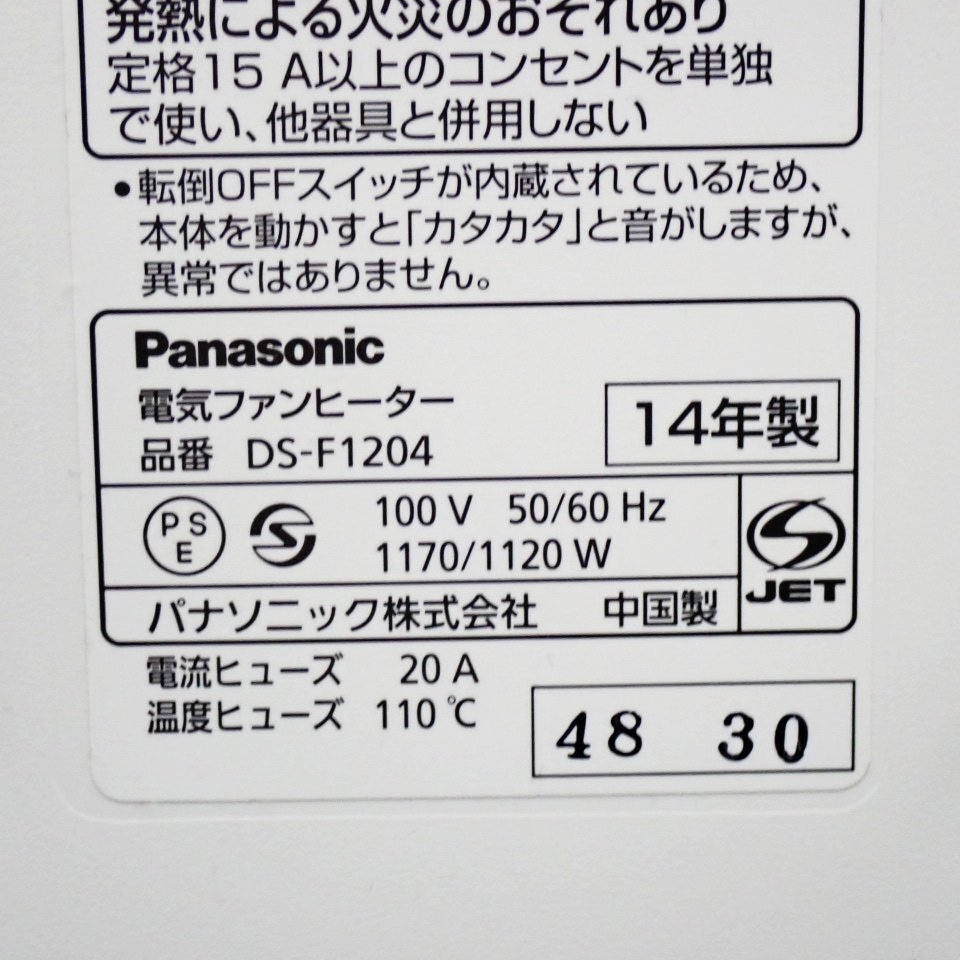 発熱による火災のおそれあり
定格15 A以上のコンセントを単独
で使い、他器具と併用しない
•転倒OFFスイッチが内蔵されているため、
本体を動かすと「カタカタ」と音がしますが、
異常ではありません。
Panasonic
電気ファンヒーター
14年製
品番 DS-F1204
PSE
100 V 50/60 Hz
1170/1120 W
JET
パナソニック株式会社 中国製
電流ヒューズ 20 A
温度ヒューズ 110 ℃
48 30